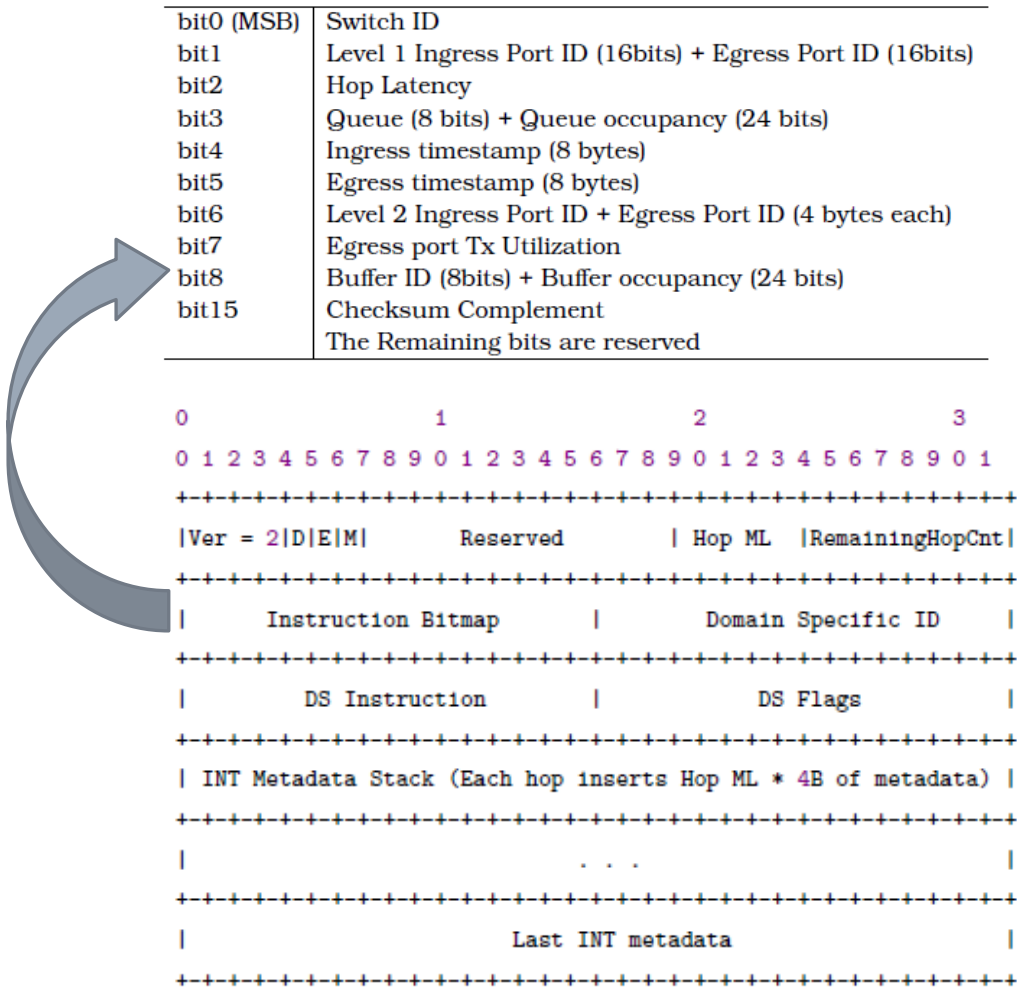 bit0 (MSB) | Switch ID
bit1 | Level 1 Ingress Port ID (16bits) + Egress Port ID (16bits)
bit2 | Hop Latency
bit3 | Queue (8 bits) + Queue occupancy (24 bits)
bit4 | Ingress timestamp (8 bytes)
bit5 | Egress timestamp (8 bytes)
bit6 | Level 2 Ingress Port ID + Egress Port ID (4 bytes each)
bit7 | Egress port Tx Utilization
bit8 | Buffer ID (8bits) + Buffer occupancy (24 bits)
bit15 | Checksum Complement
| The Remaining bits are reserved
0                   1                   2                   3
0 1 2 3 4 5 6 7 8 9 0 1 2 3 4 5 6 7 8 9 0 1 2 3 4 5 6 7 8 9 0 1
+-+-+-+-+-+-+-+-+-+-+-+-+-+-+-+-+-+-+-+-+-+-+-+-+-+-+-+-+-+-+-+-+
|Ver = 2|D|E|M|       Reserved        | Hop ML  |RemainingHopCnt|
+-+-+-+-+-+-+-+-+-+-+-+-+-+-+-+-+-+-+-+-+-+-+-+-+-+-+-+-+-+-+-+-+
|      Instruction Bitmap       |        Domain Specific ID     |
+-+-+-+-+-+-+-+-+-+-+-+-+-+-+-+-+-+-+-+-+-+-+-+-+-+-+-+-+-+-+-+-+
|         DS Instruction        |            DS Flags           |
+-+-+-+-+-+-+-+-+-+-+-+-+-+-+-+-+-+-+-+-+-+-+-+-+-+-+-+-+-+-+-+-+
| INT Metadata Stack (Each hop inserts Hop ML * 4B of metadata) |
+-+-+-+-+-+-+-+-+-+-+-+-+-+-+-+-+-+-+-+-+-+-+-+-+-+-+-+-+-+-+-+-+
|                              . . .                            |
+-+-+-+-+-+-+-+-+-+-+-+-+-+-+-+-+-+-+-+-+-+-+-+-+-+-+-+-+-+-+-+-+
|                         Last INT metadata                     |
+-+-+-+-+-+-+-+-+-+-+-+-+-+-+-+-+-+-+-+-+-+-+-+-+-+-+-+-+-+-+-+-+